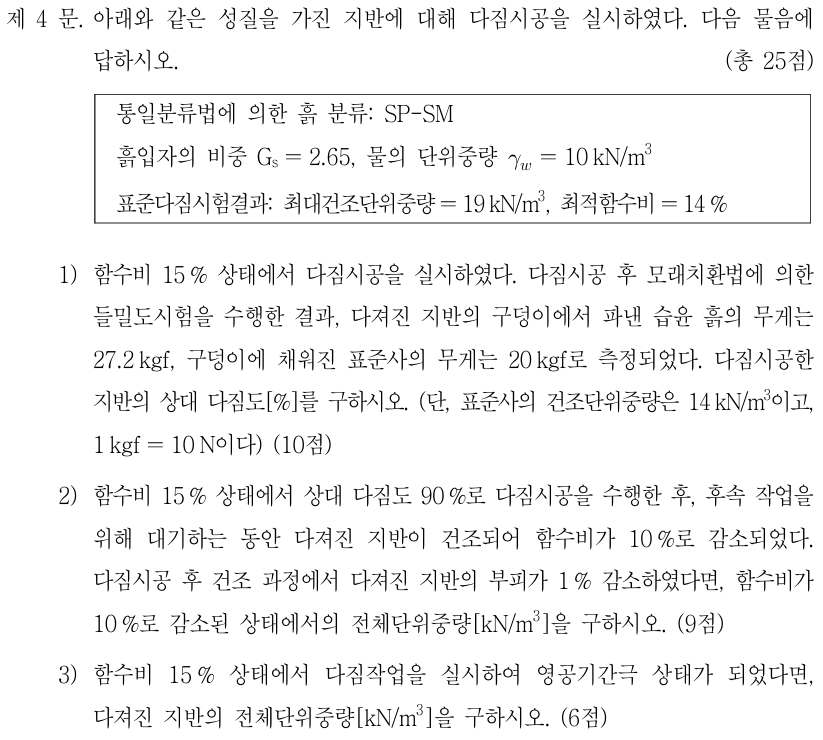 제 4 문. 아래와 같은 성질을 가진 지반에 대해 다짐시공을 실시하였다. 다음 물음에
답하시오. (총 25점)
통일분류법에 의한 흙 분류: SP-SM
흙입자의 비중 Gₛ = 2.65, 물의 단위중량 γ_w = 10 kN/m³
표준다짐시험결과: 최대건조단위중량 = 19 kN/m³, 최적함수비 = 14 %
1) 함수비 15 % 상태에서 다짐시공을 실시하였다. 다짐시공 후 모래치환법에 의한
들밀도시험을 수행한 결과, 다져진 지반의 구덩이에서 파낸 습윤 흙의 무게는
27.2 kgf, 구덩이에 채워진 표준사의 무게는 20 kgf로 측정되었다. 다짐시공한
지반의 상대 다짐도[%]를 구하시오. (단, 표준사의 건조단위중량은 14 kN/m³이고,
1 kgf = 10 N이다) (10점)
2) 함수비 15 % 상태에서 상대 다짐도 90 %로 다짐시공을 수행한 후, 후속 작업을
위해 대기하는 동안 다져진 지반이 건조되어 함수비가 10 %로 감소되었다.
다짐시공 후 건조 과정에서 다져진 지반의 부피가 1 % 감소하였다면, 함수비가
10 %로 감소된 상태에서의 전체단위중량[kN/m³]을 구하시오. (9점)
3) 함수비 15 % 상태에서 다짐작업을 실시하여 영공기간극 상태가 되었다면,
다져진 지반의 전체단위중량[kN/m³]을 구하시오. (6점)